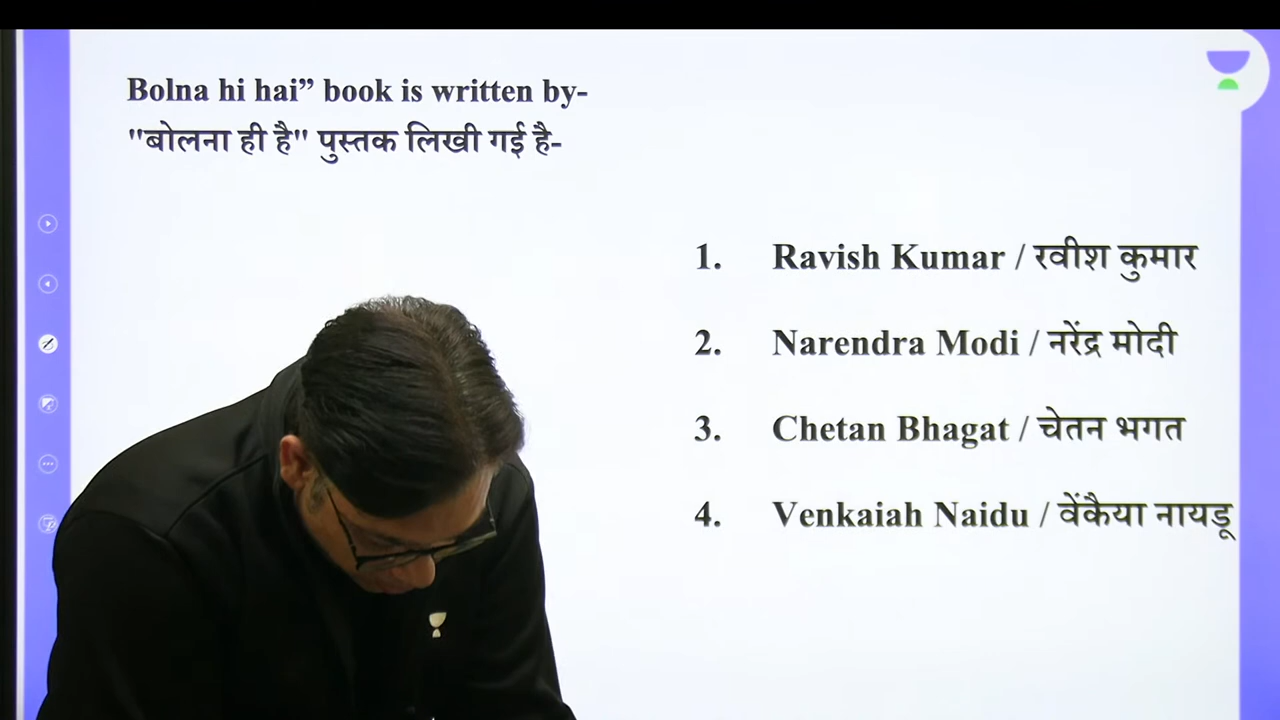 Bolna hi hai” book is written by-
"बोलना ही है" पुस्तक लिखी गई है-
1. Ravish Kumar / रवीश कुमार
2. Narendra Modi / नरेंद्र मोदी
3. Chetan Bhagat / चेतन भगत
4. Venkaiah Naidu / वेंकैया नायडू